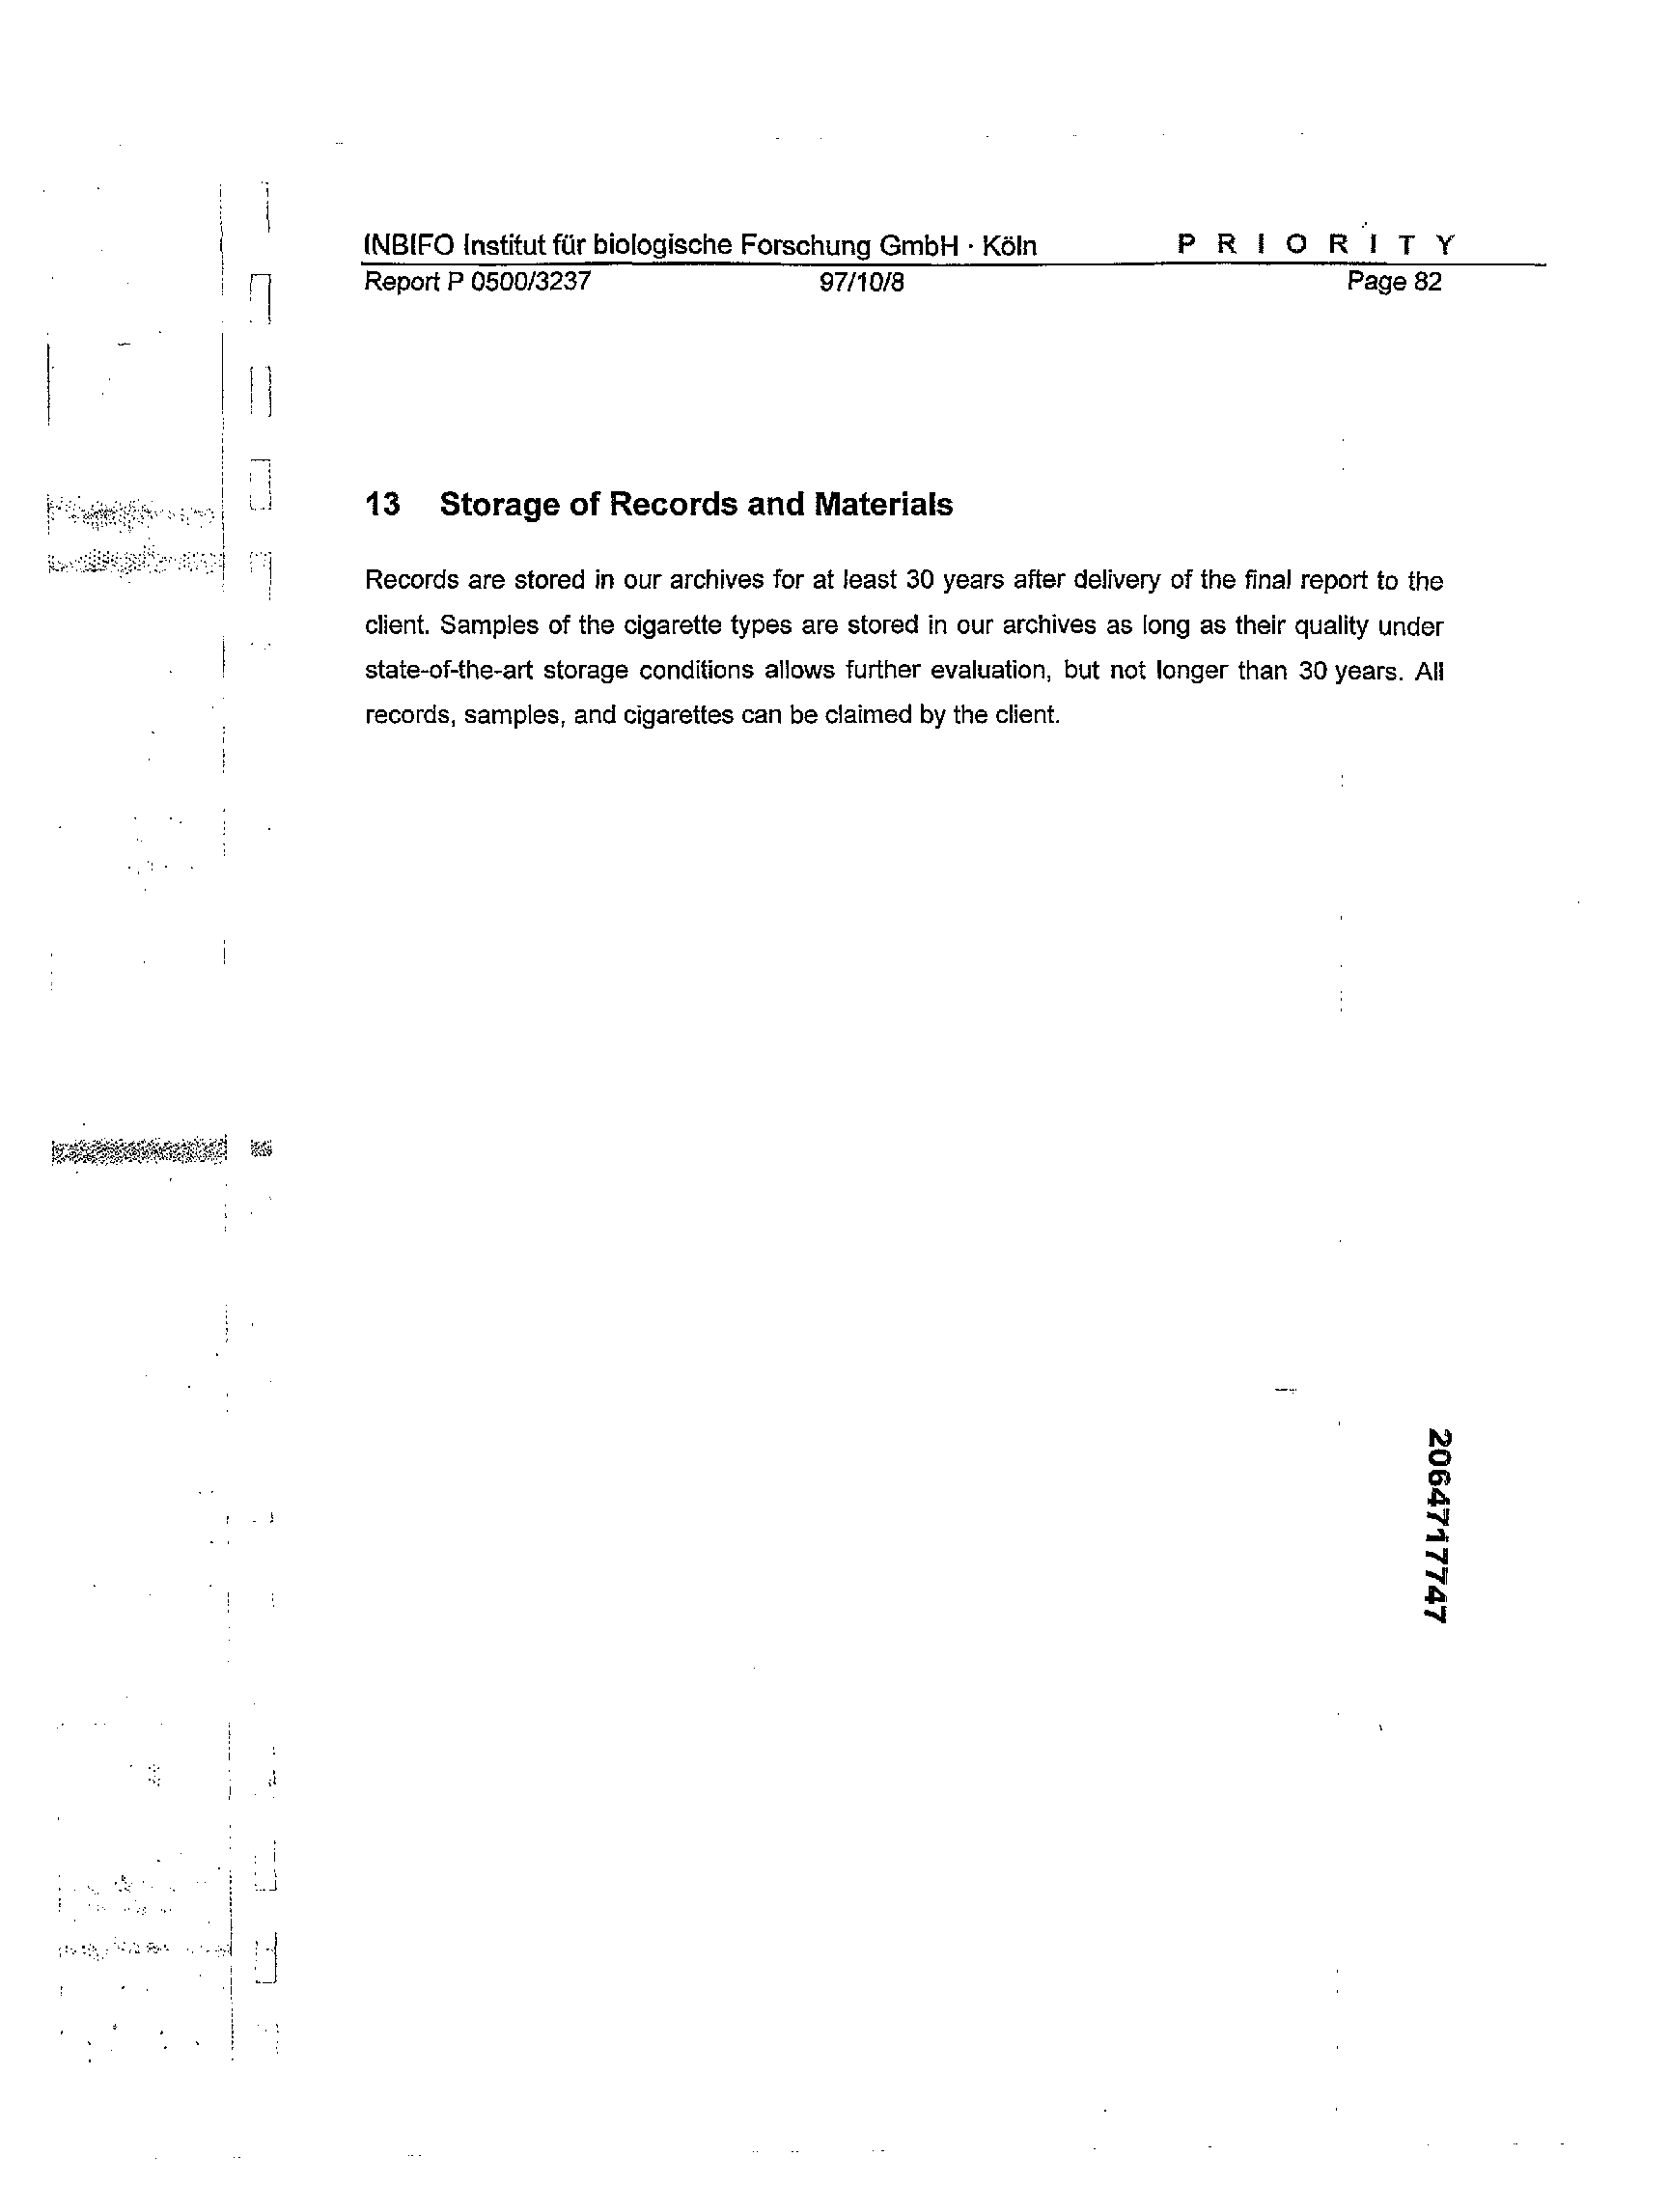 INBIFO Institut für biologische Forschung GmbH · Köln P R I O R I T Y
Report P 0500/3237 97/10/8 Page 82
13 Storage of Records and Materials
Records are stored in our archives for at least 30 years after delivery of the final report to the
client. Samples of the cigarette types are stored in our archives as long as their quality under
state-of-the-art storage conditions allows further evaluation, but not longer than 30 years. All
records, samples, and cigarettes can be claimed by the client.
2064717747